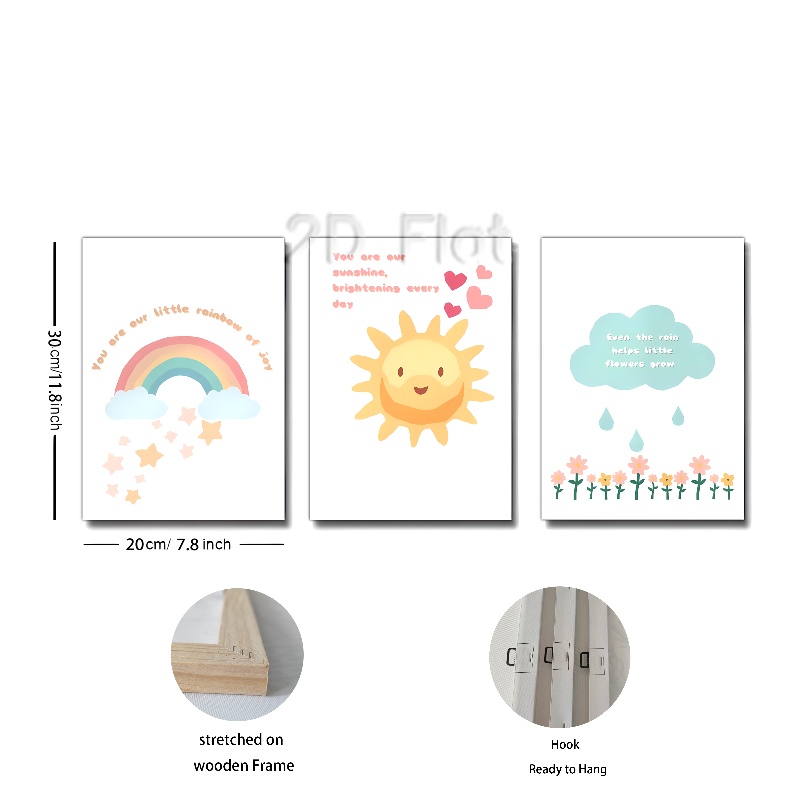 2D Flat
You are our little rainbow of joy
You are our
sunshine,
brightening every
day
Even the rain
helps little
flowers grow
30cm/11.8inch
20cm/ 7.8 inch
stretched on
wooden Frame
Hook
Ready to Hang